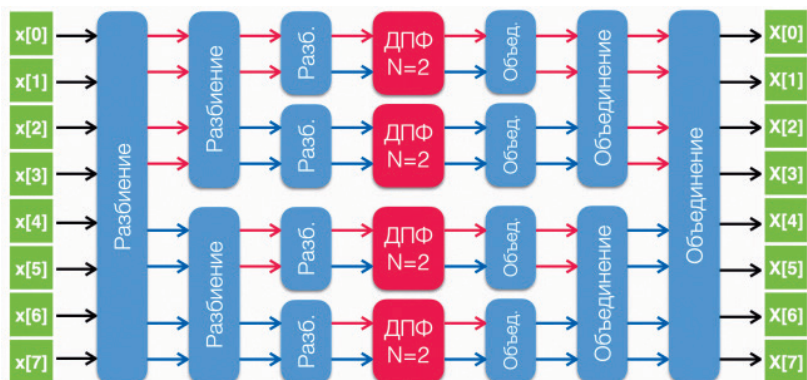 x[0]
x[1]
x[2]
x[3]
x[4]
x[5]
x[6]
x[7]
Разбиение
Разбиение
Разбиение
Разб.
Разб.
Разб.
Разб.
ДПФ
N=2
ДПФ
N=2
ДПФ
N=2
ДПФ
N=2
Объед.
Объед.
Объед.
Объед.
Объединение
Объединение
Объединение
X[0]
X[1]
X[2]
X[3]
X[4]
X[5]
X[6]
X[7]